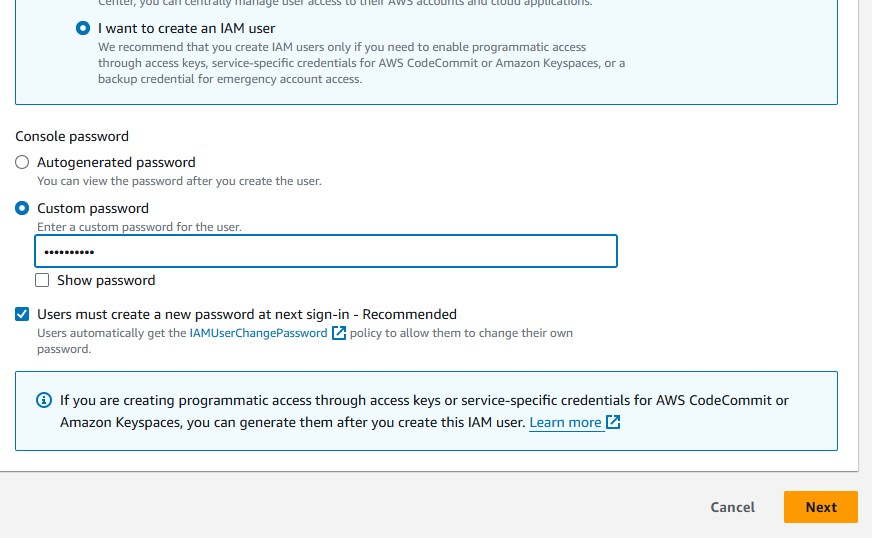 Center, you can centrally manage user access to their AWS accounts and cloud applications.
I want to create an IAM user
We recommend that you create IAM users only if you need to enable programmatic access
through access keys, service-specific credentials for AWS CodeCommit or Amazon Keyspaces, or a
backup credential for emergency account access.
Console password
Autogenerated password
You can view the password after you create the user.
Custom password
Enter a custom password for the user.
••••••••••
Show password
Users must create a new password at next sign-in - Recommended
Users automatically get the IAMUserChangePassword policy to allow them to change their own
password.
If you are creating programmatic access through access keys or service-specific credentials for AWS CodeCommit or
Amazon Keyspaces, you can generate them after you create this IAM user. Learn more
Cancel
Next